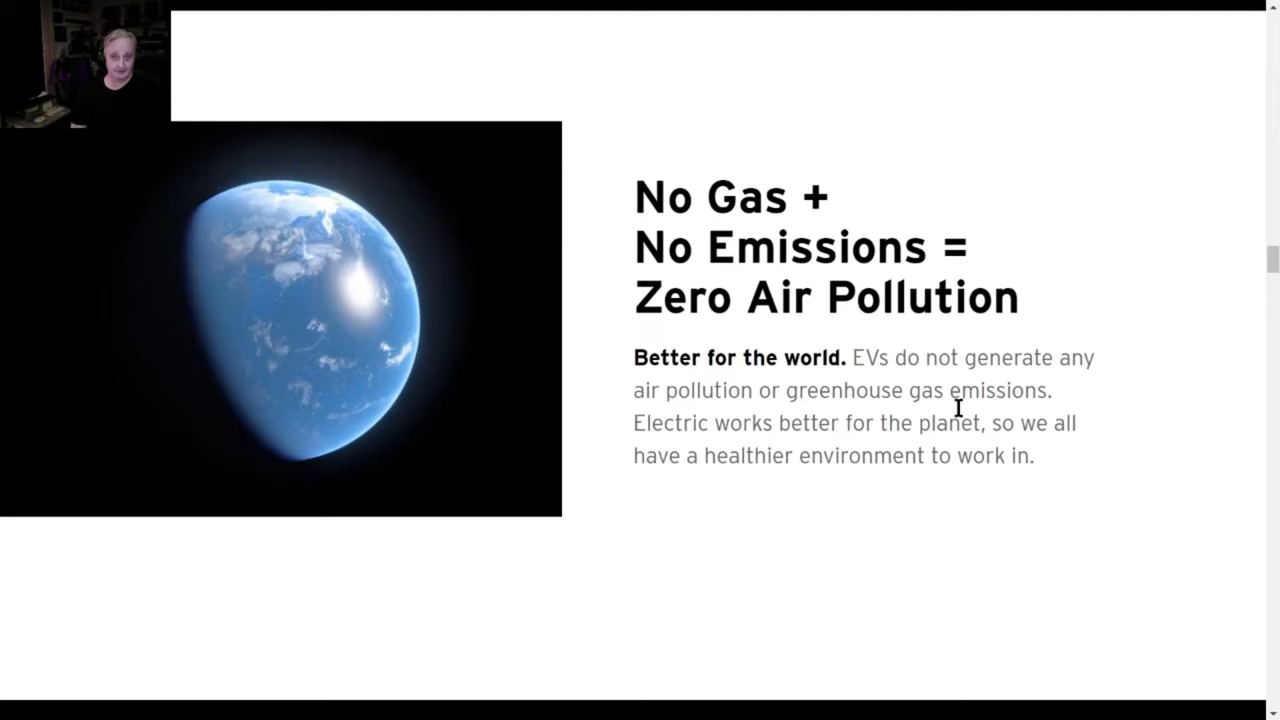 No Gas +
No Emissions =
Zero Air Pollution
Better for the world. EVs do not generate any
air pollution or greenhouse gas emissions.
Electric works better for the planet, so we all
have a healthier environment to work in.